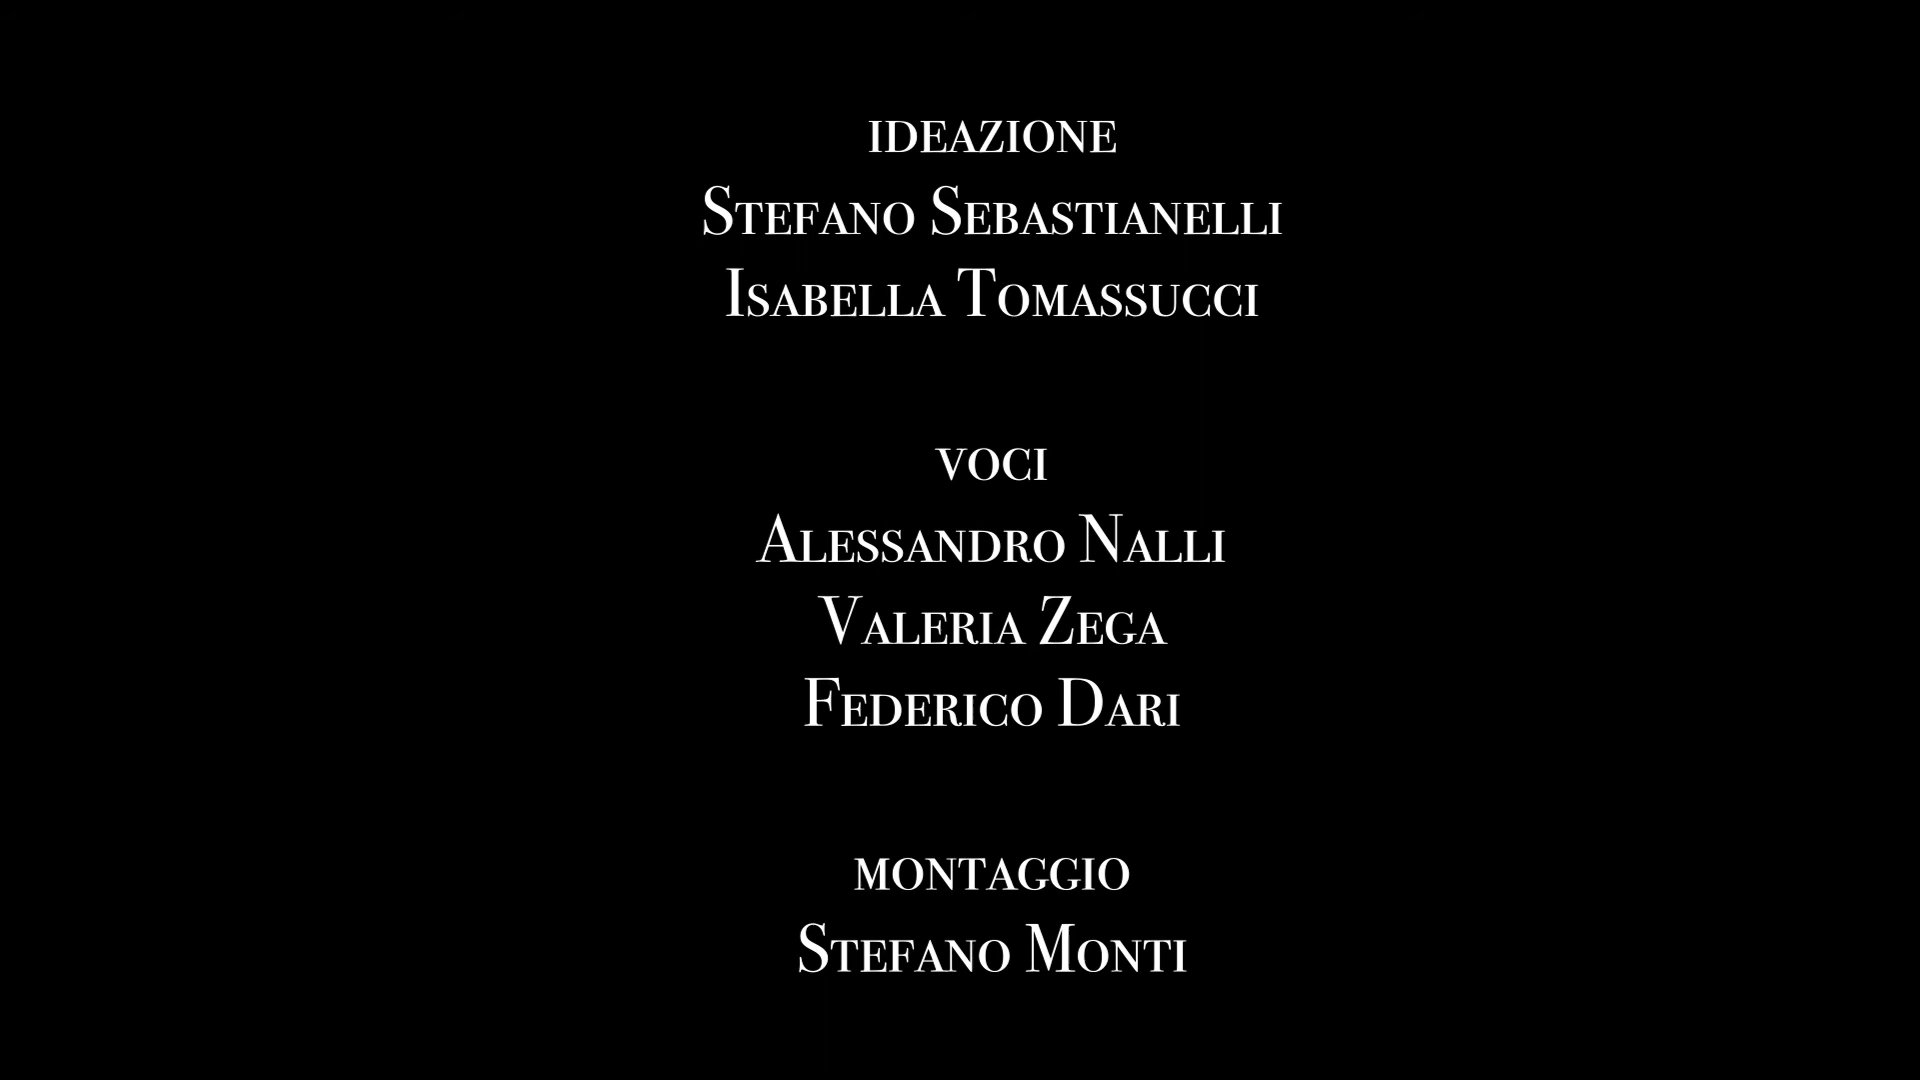 IDEAZIONE
Stefano Sebastianelli
Isabella Tomassucci
VOCI
Alessandro Nalli
Valeria Zega
Federico Dari
MONTAGGIO
Stefano Monti